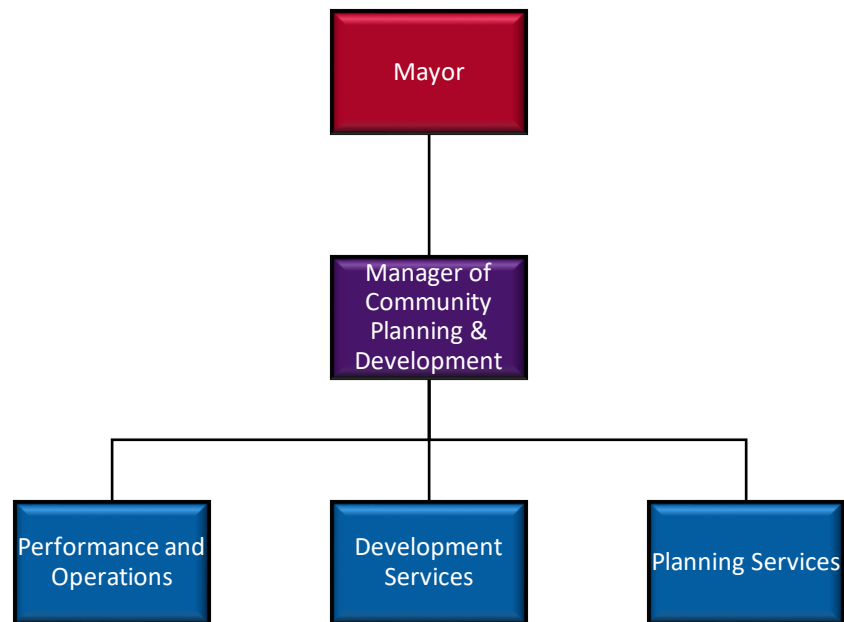 Mayor
Manager of
Community
Planning &
Development
Performance and
Operations
Development
Services
Planning Services